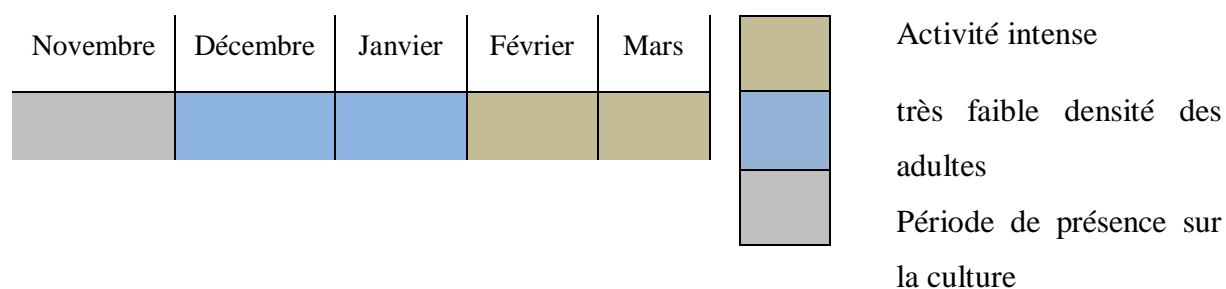 Novembre Décembre Janvier Février Mars
Activité intense
très faible densité des
adultes
Période de présence sur
la culture